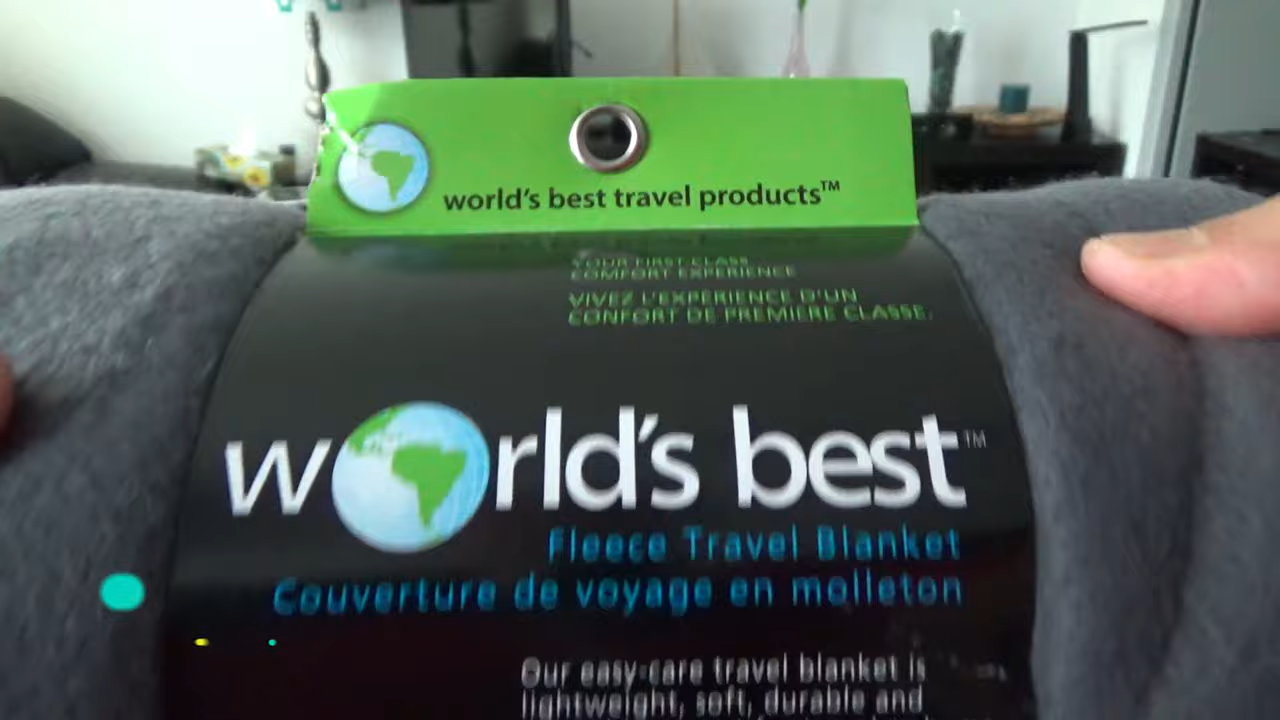 world's best travel products™
YOUR FIRST CLASS
COMFORT EXPERIENCE
VIVEZ L'EXPÉRIENCE D'UN
CONFORT DE PREMIÈRE CLASSE.
world's best™
Fleece Travel Blanket
Couverture de voyage en molleton
Our easy-care travel blanket is
lightweight, soft, durable and